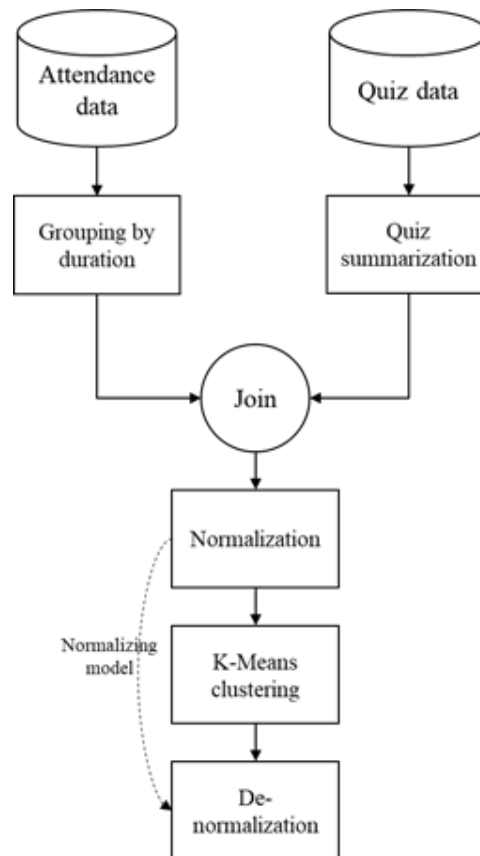 Attendance
data
Quiz data
Grouping by
duration
Quiz
summarization
Join
Normalization
Normalizing
model
K-Means
clustering
De-
normalization